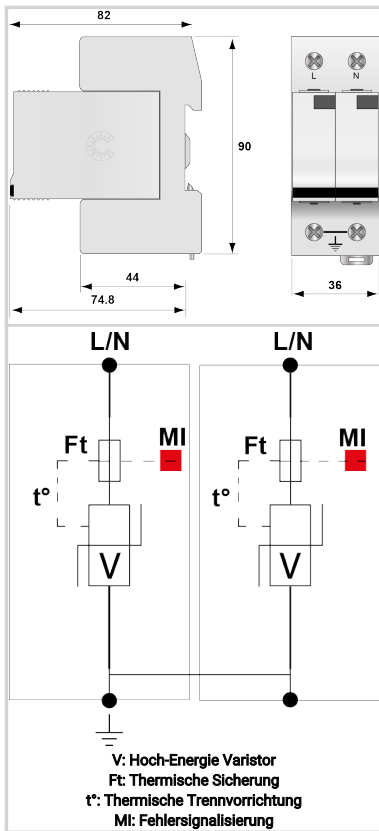 82
L N
90
44
74.8
36
L/N L/N
Ft MI Ft MI
t° t°
V V
V: Hoch-Energie Varistor
Ft: Thermische Sicherung
t°: Thermische Trennvorrichtung
MI: Fehlersignalisierung